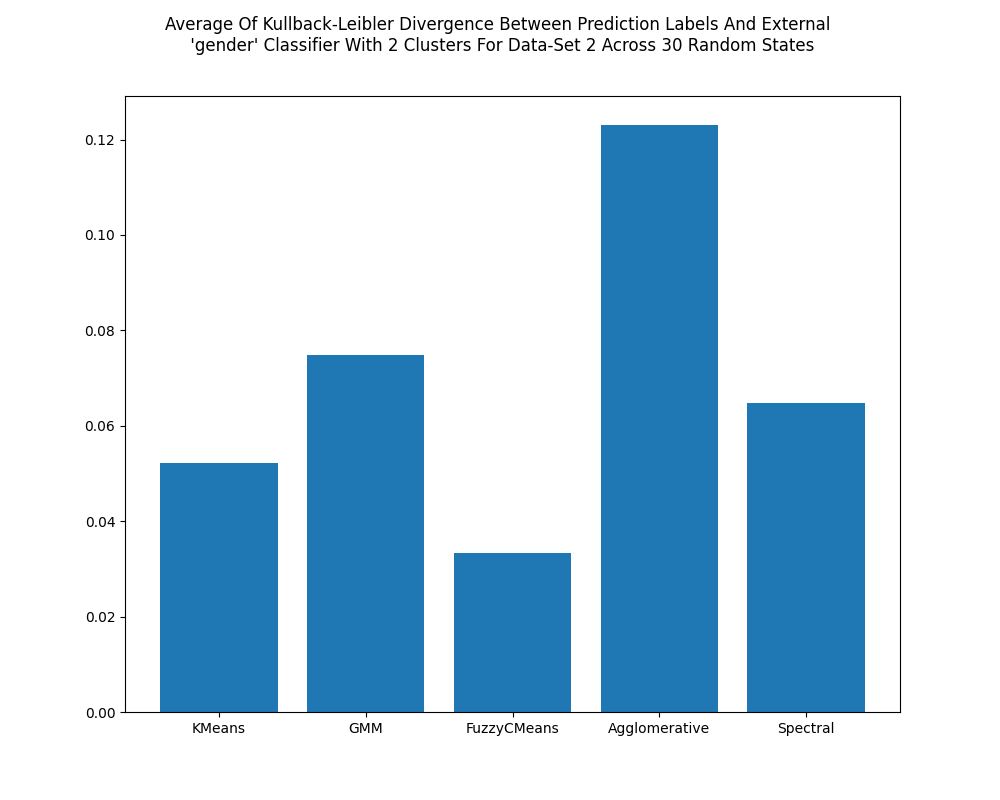 Average Of Kullback-Leibler Divergence Between Prediction Labels And External
'gender' Classifier With 2 Clusters For Data-Set 2 Across 30 Random States
0.12
0.10
0.08
0.06
0.04
0.02
0.00
KMeans GMM FuzzyCMeans Agglomerative Spectral